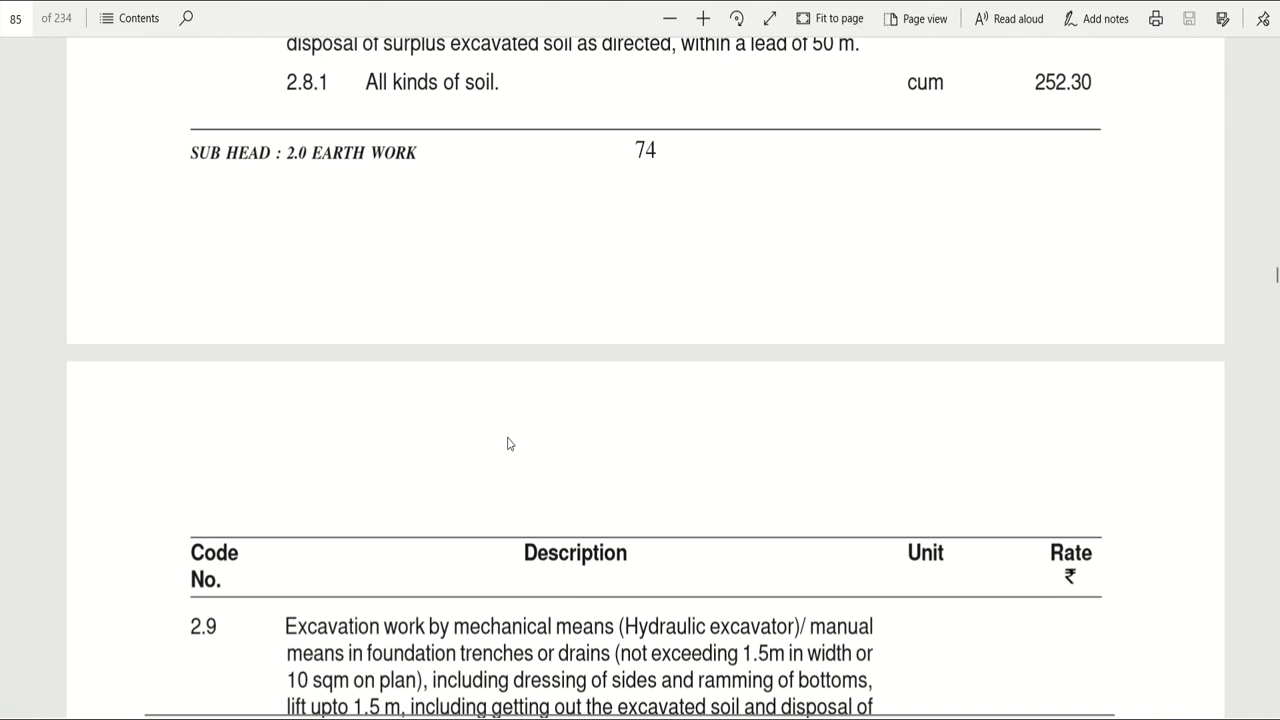 85 of 234 Contents Fit to page Page view Read aloud Add notes
disposal of surplus excavated soil as directed, within a lead of 50 m.
2.8.1 All kinds of soil. cum 252.30
SUB HEAD : 2.0 EARTH WORK 74
Code Description Unit Rate
No. ₹
2.9 Excavation work by mechanical means (Hydraulic excavator)/ manual
means in foundation trenches or drains (not exceeding 1.5m in width or
10 sqm on plan), including dressing of sides and ramming of bottoms,
lift upto 1.5 m, including getting out the excavated soil and disposal of